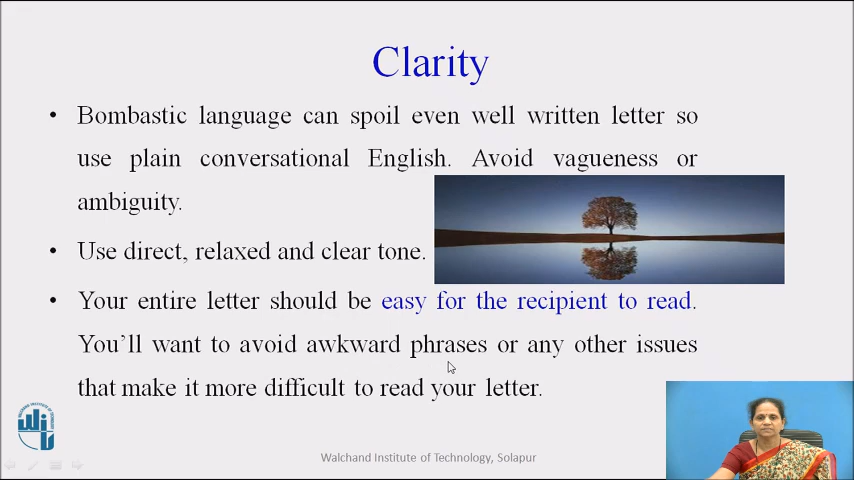 Clarity
• Bombastic language can spoil even well written letter so
use plain conversational English. Avoid vagueness or
ambiguity.
• Use direct, relaxed and clear tone.
• Your entire letter should be easy for the recipient to read.
You’ll want to avoid awkward phrases or any other issues
that make it more difficult to read your letter.
Walchand Institute of Technology, Solapur